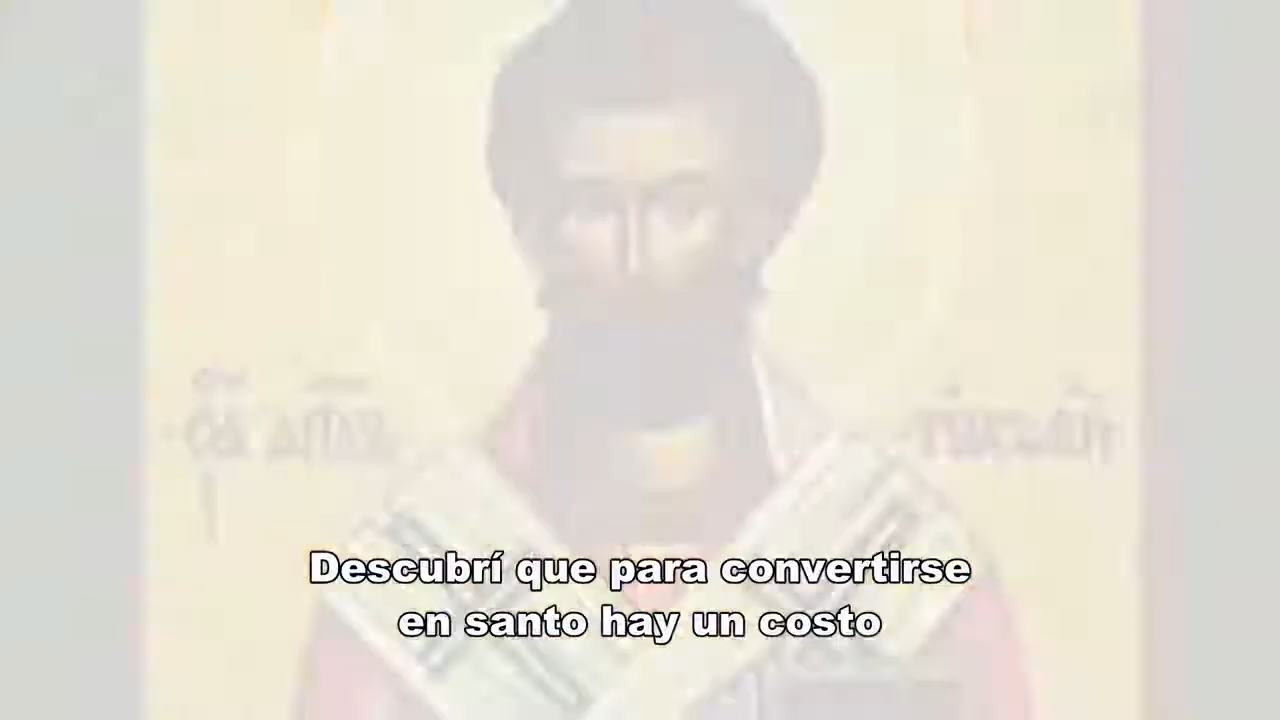 Descubrí que para convertirse
en santo hay un costo